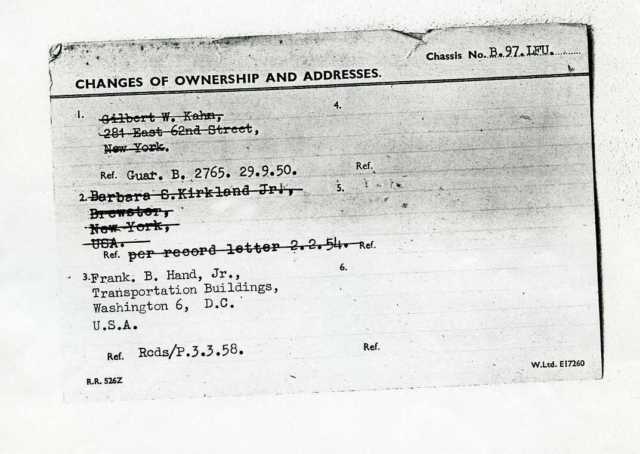 Chassis No. B.97.LFU.
CHANGES OF OWNERSHIP AND ADDRESSES.
1. Gilbert W. Kahn,
281 East 62nd Street,
New York.
Ref. Guar. B. 2765. 29.9.50.
2. Barbara S.Kirkland Jr.,
Brewster,
New York,
USA.
Ref. per record letter 2.2.54.
3. Frank. B. Hand, Jr.,
Transportation Buildings,
Washington 6, D.C.
U.S.A.
Ref. Rcds/P.3.3.58.
R.R. 526Z
4.
Ref.
5.
Ref.
6.
Ref.
W.Ltd. E17260